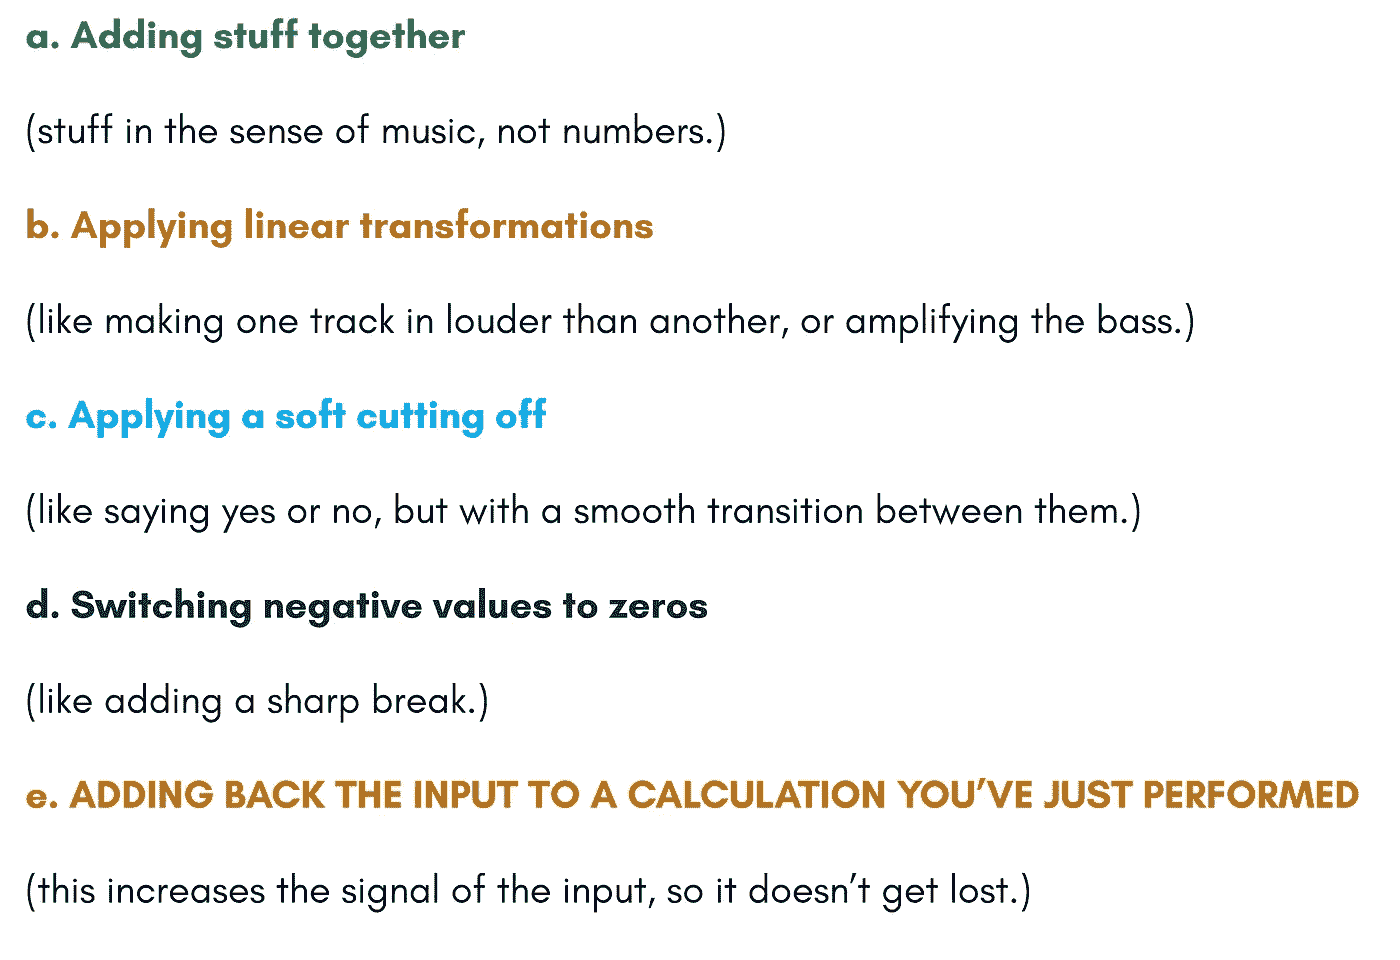 a. Adding stuff together
(stuff in the sense of music, not numbers.)
b. Applying linear transformations
(like making one track in louder than another, or amplifying the bass.)
c. Applying a soft cutting off
(like saying yes or no, but with a smooth transition between them.)
d. Switching negative values to zeros
(like adding a sharp break.)
e. ADDING BACK THE INPUT TO A CALCULATION YOU’VE JUST PERFORMED
(this increases the signal of the input, so it doesn’t get lost.)